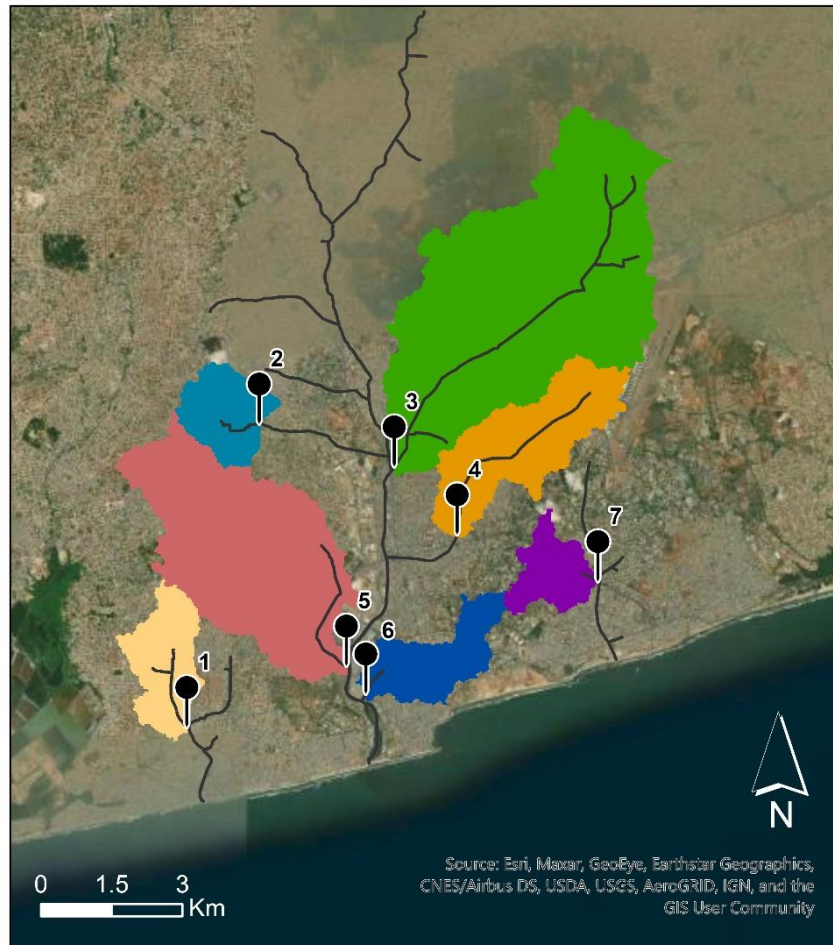 2
3
4
7
5
6
1
N
0 1.5 3
Km
Source: Esri, Maxar, GeoEye, Earthstar Geographics,
CNES/Airbus DS, USDA, USGS, AeroGRID, IGN, and the
GIS User Community